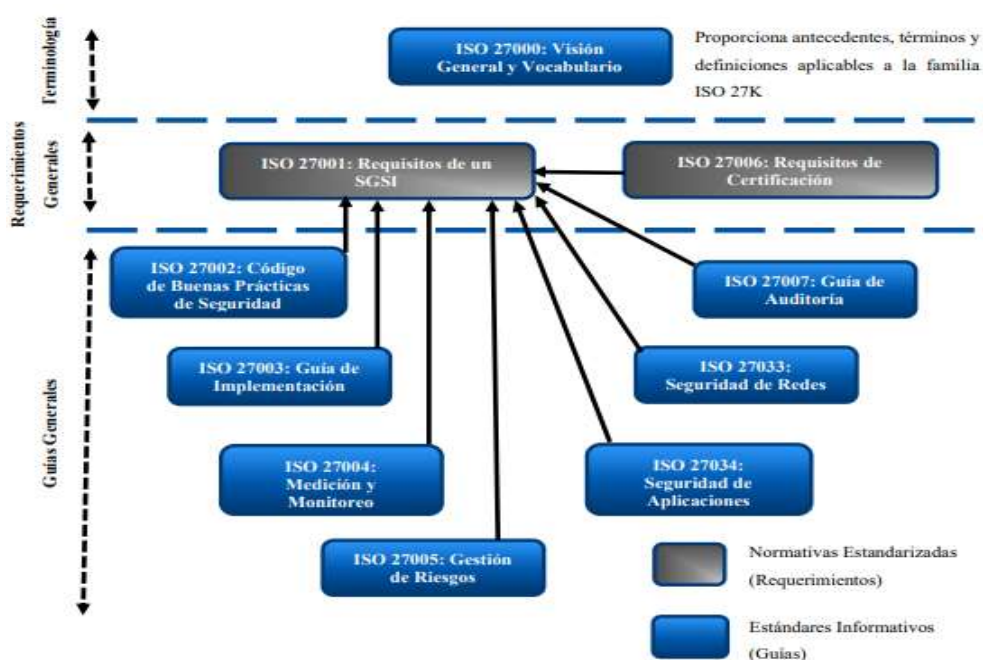 Terminología
ISO 27000: Visión
General y Vocabulario
Proporciona antecedentes, términos y
definiciones aplicables a la familia
ISO 27K
Requerimientos
Generales
ISO 27001: Requisitos de un
SGSI
ISO 27006: Requisitos de
Certificación
Guías Generales
ISO 27002: Código
de Buenas Prácticas
de Seguridad
ISO 27007: Guía de
Auditoría
ISO 27003: Guía de
Implementación
ISO 27033:
Seguridad de Redes
ISO 27004:
Medición y
Monitoreo
ISO 27034:
Seguridad de
Aplicaciones
ISO 27005: Gestión
de Riesgos
Normativas Estandarizadas
(Requerimientos)
Estándares Informativos
(Guías)